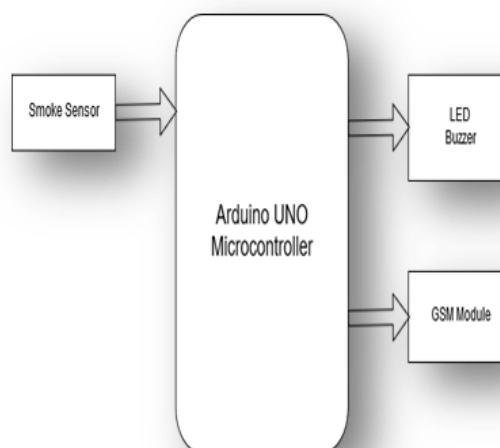 Smoke Sensor
Arduino UNO
Microcontroller
LED
Buzzer
GSM Module